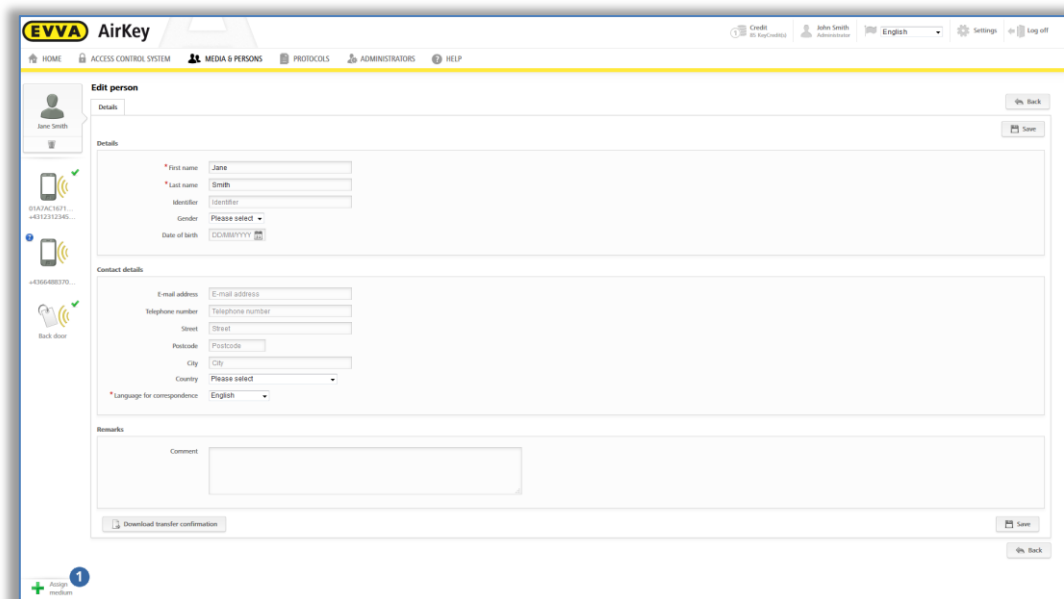 EVVA AirKey
Credit
85 KeyCredit(s)
John Smith
Administrator
English
Settings
Log off
HOME ACCESS CONTROL SYSTEM MEDIA & PERSONS PROTOCOLS ADMINISTRATORS HELP
Edit person
Back
Details
Jane Smith
Save
Details
* First name Jane
* Last name Smith
Identifier Identifier
Gender Please select
Date of birth DD/MM/YYYY
01A7AC1671...
+4312312345...
+4366488370...
Back door
Contact details
E-mail address E-mail address
Telephone number Telephone number
Street Street
Postcode Postcode
City City
Country Please select
* Language for correspondence English
Remarks
Comment
Download transfer confirmation
Save
Back
Assign
medium
1